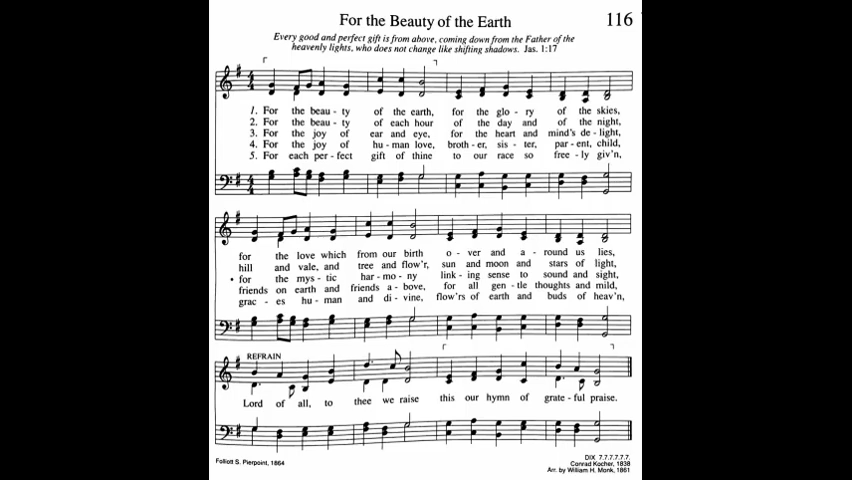 For the Beauty of the Earth 116
Every good and perfect gift is from above, coming down from the Father of the
heavenly lights, who does not change like shifting shadows. Jas. 1:17
1. For the beau - ty of the earth, for the glo - ry of the skies,
2. For the beau - ty of each hour of the day and of the night,
3. For the joy of ear and eye, for the heart and mind's de - light,
4. For the joy of hu - man love, broth - er, sis - ter, par - ent, child,
5. For each per - fect gift of thine to our race so free - ly giv'n,
for the love which from our birth o - ver and a - round us lies,
hill and vale, and tree and flow'r, sun and moon and stars of light,
for the mys - tic har - mo - ny link - ing sense to sound and sight,
friends on earth and friends a - bove, for all gen - tle thoughts and mild,
grac - es hu - man and di - vine, flow'rs of earth and buds of heav'n,
REFRAIN
Lord of all, to thee we raise this our hymn of grate - ful praise.
Folliott S. Pierpoint, 1864
DIX 7.7.7.7.7.7.
Conrad Kocher, 1838
Arr. by William H. Monk, 1861